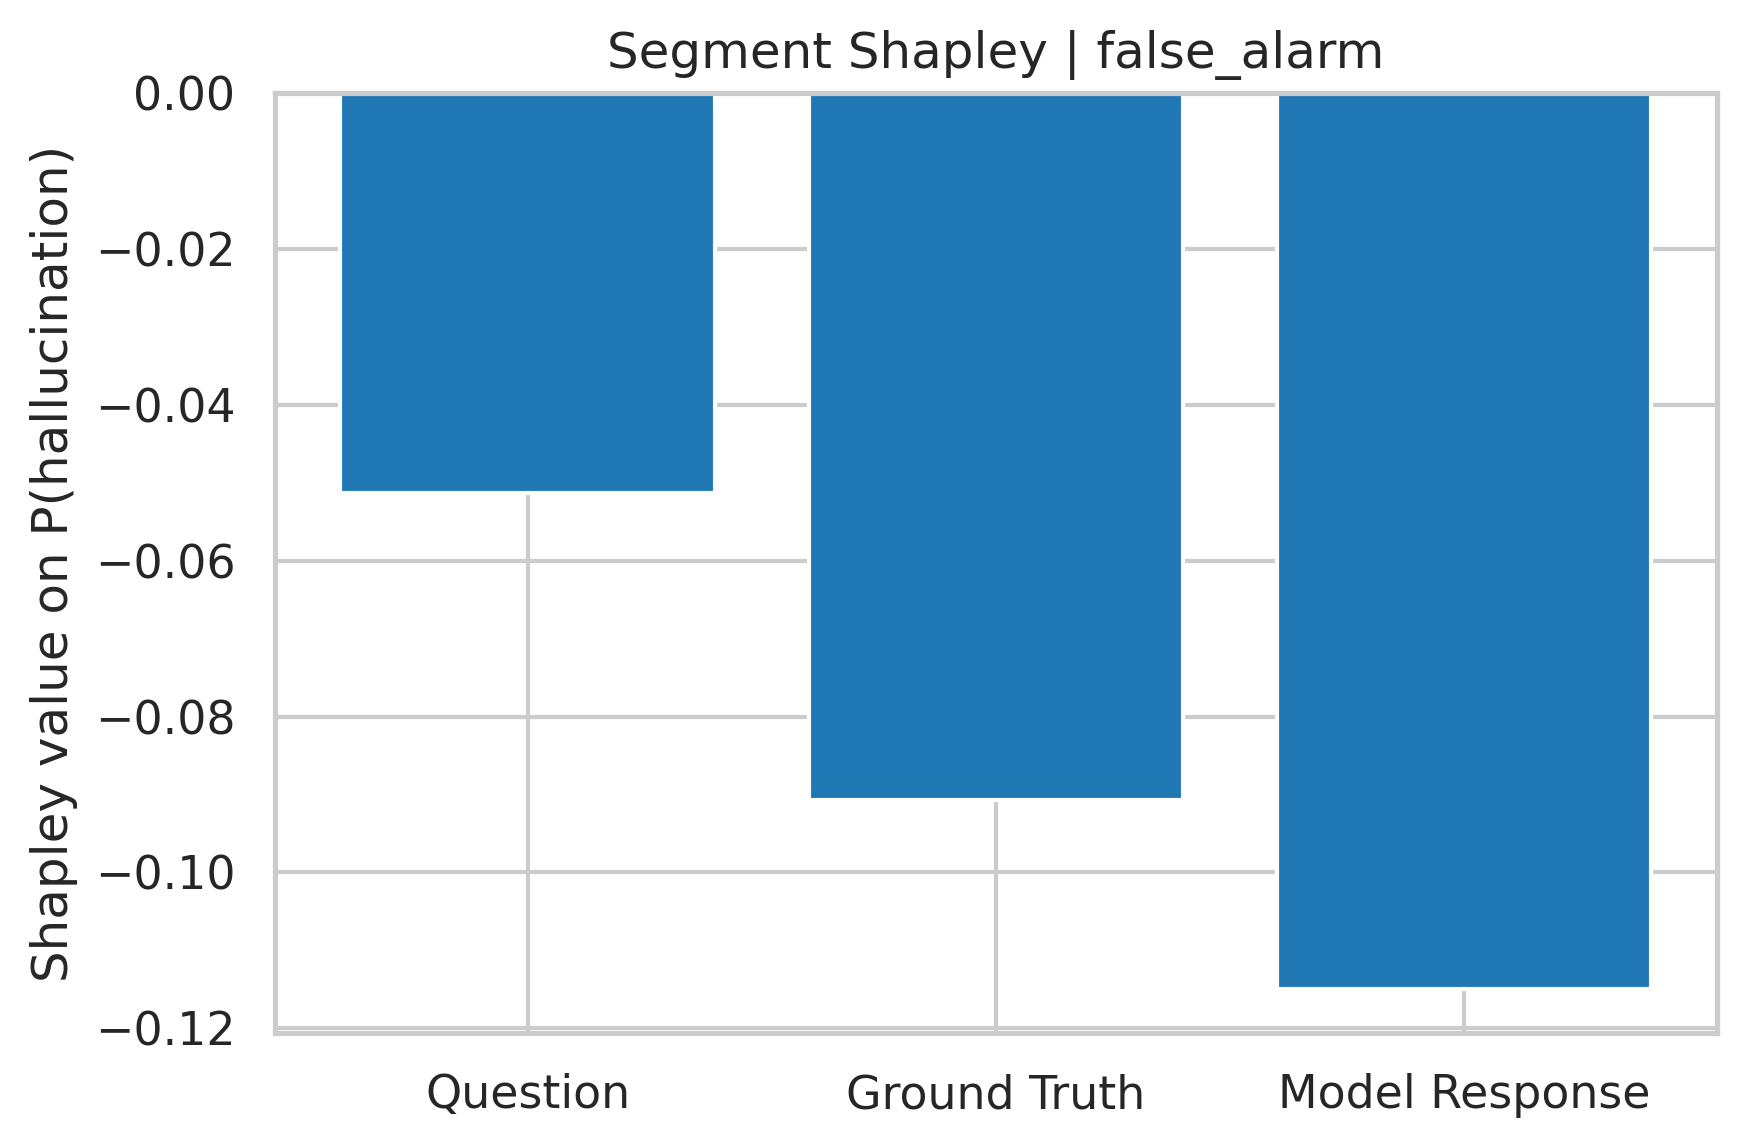 Segment Shapley | false_alarm
Shapley value on P(hallucination)
0.00
−0.02
−0.04
−0.06
−0.08
−0.10
−0.12
Question
Ground Truth
Model Response